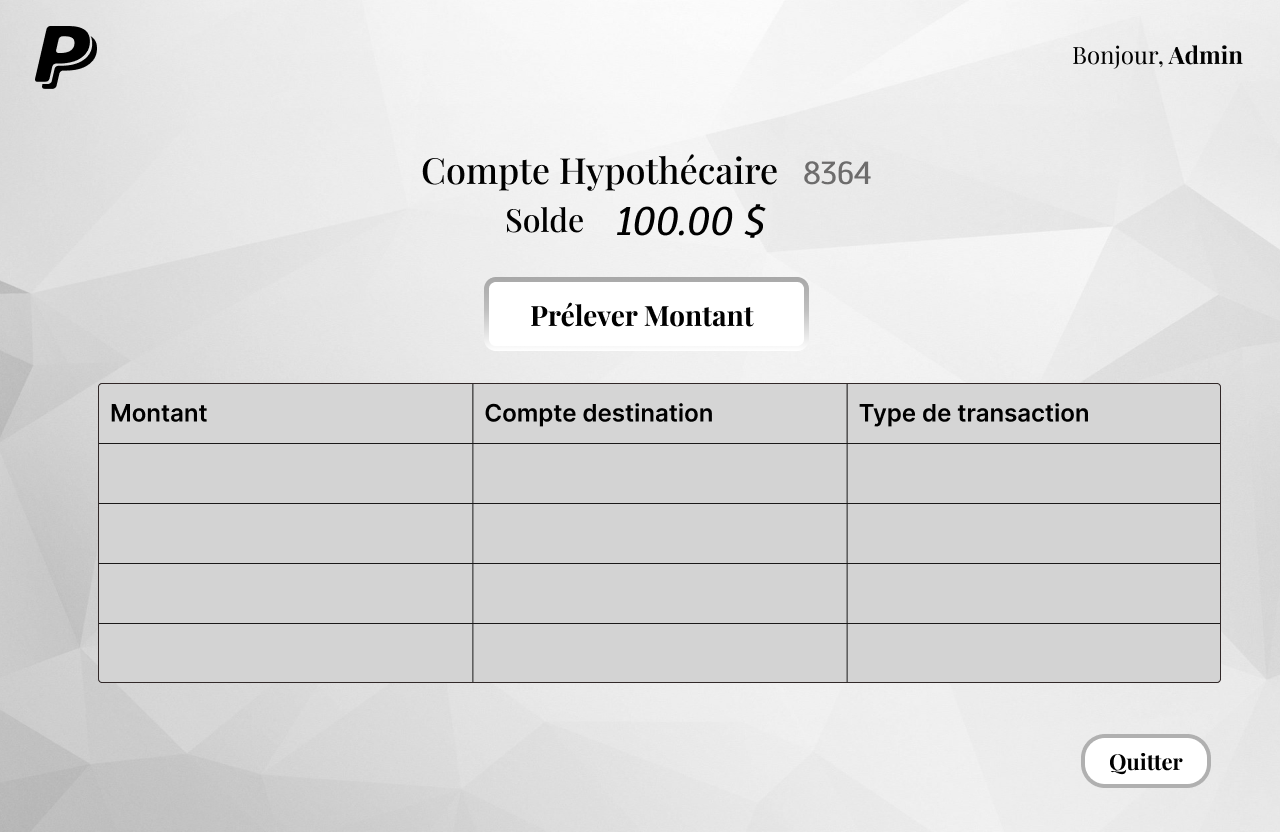 Bonjour, Admin
Compte Hypothécaire 8364
Solde 100.00 $
Prélever Montant
Montant Compte destination Type de transaction
Quitter